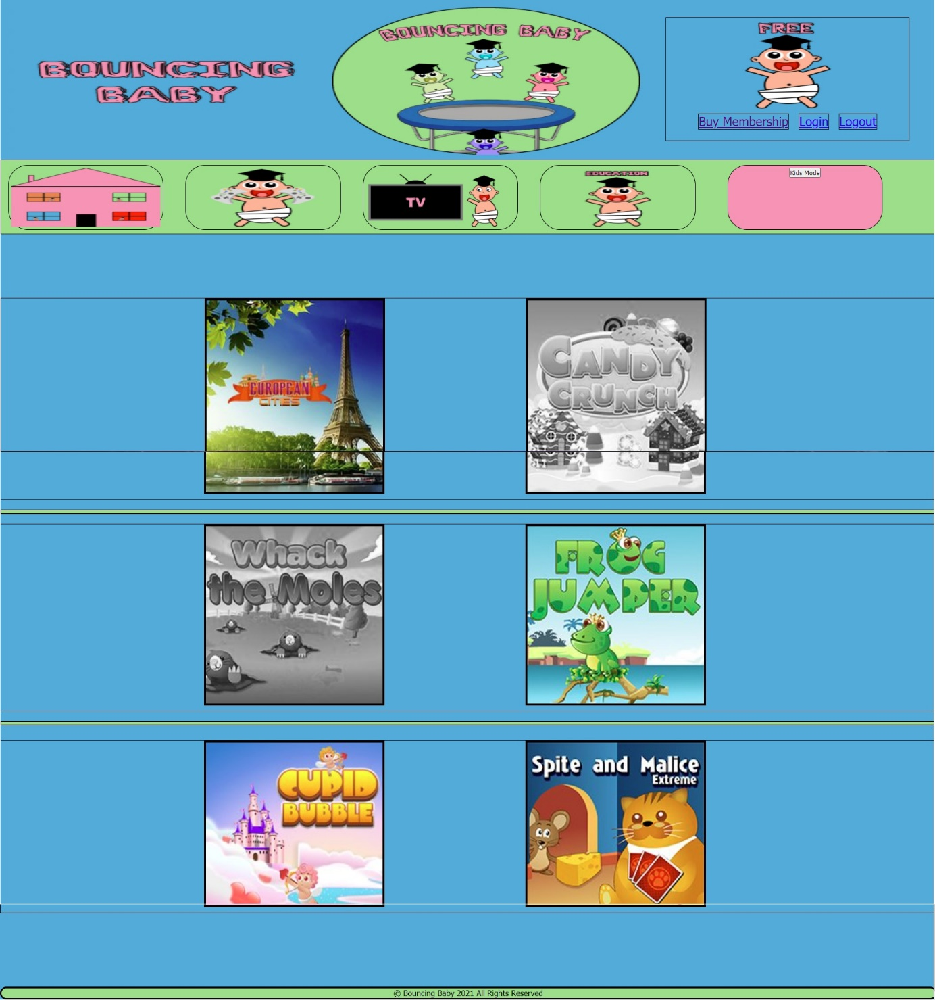 BOUNCING
BABY
BOUNCING BABY
FREE
Buy Membership Login Logout
TV
EDUCATION
Kids Mode
EUROPEAN
CITIES
CANDY
CRUNCH
Whack
the Moles
FROG
JUMPER
CUPID
BUBBLE
Spite and Malice
Extreme
© Bouncing Baby 2021 All Rights Reserved